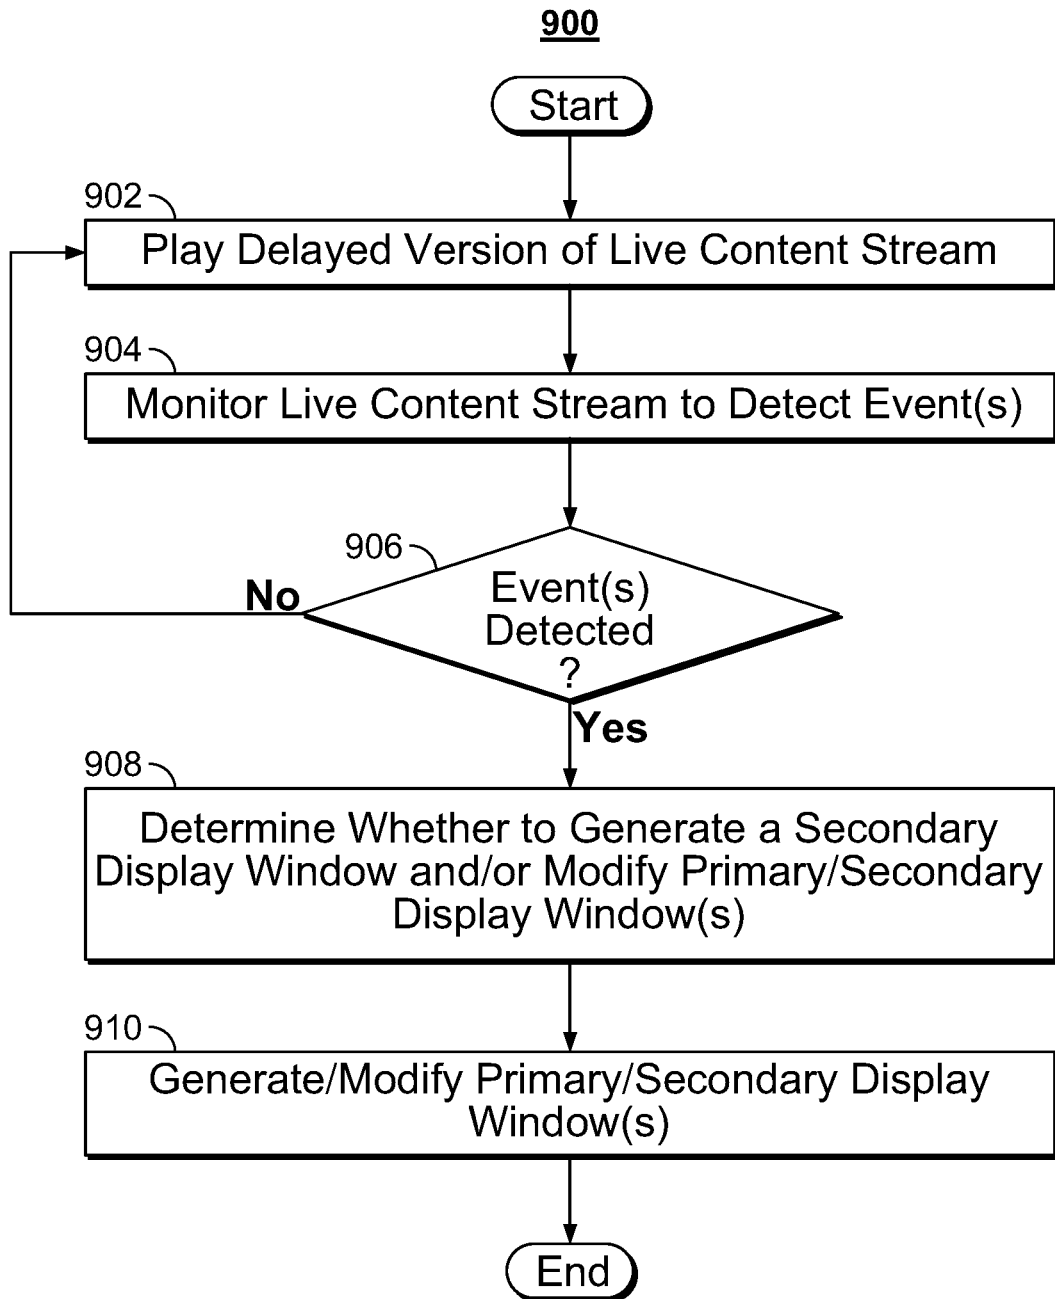 900
Start
902
Play Delayed Version of Live Content Stream
904
Monitor Live Content Stream to Detect Event(s)
906
Event(s)
Detected
?
No
Yes
908
Determine Whether to Generate a Secondary
Display Window and/or Modify Primary/Secondary
Display Window(s)
910
Generate/Modify Primary/Secondary Display
Window(s)
End